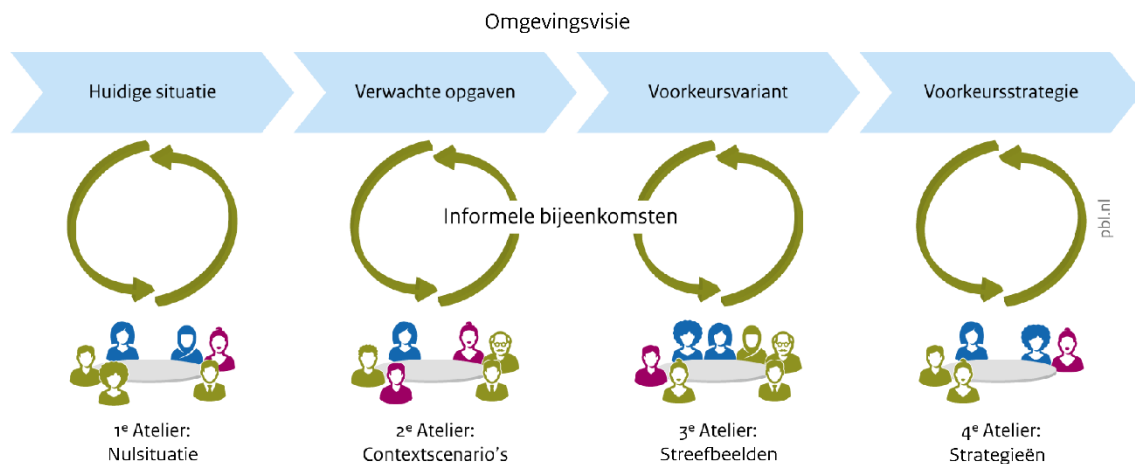 Omgevingsvisie
Huidige situatie
Verwachte opgaven
Voorkeursvariant
Voorkeursstrategie
Informele bijeenkomsten
pbl.nl
1e Atelier:
Nulsituatie
2e Atelier:
Contextscenario's
3e Atelier:
Streefbeelden
4e Atelier:
Strategieën